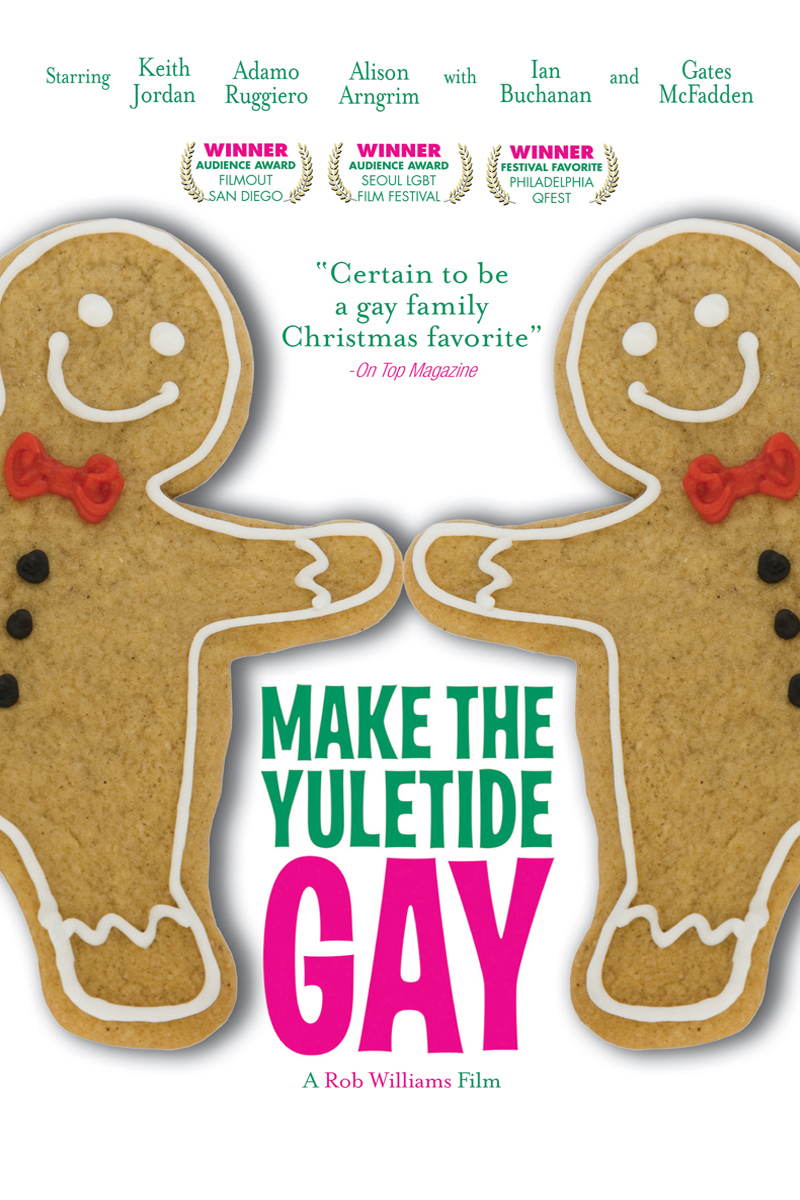 Starring Keith Jordan Adamo Ruggiero Alison Arngrim with Ian Buchanan and Gates McFadden
WINNER
AUDIENCE AWARD
FILMOUT
SAN DIEGO
WINNER
AUDIENCE AWARD
SEOUL LGBT
FILM FESTIVAL
WINNER
FESTIVAL FAVORITE
PHILADELPHIA
QFEST
"Certain to be
a gay family
Christmas favorite"
-On Top Magazine
MAKE THE
YULETIDE
GAY
A Rob Williams Film